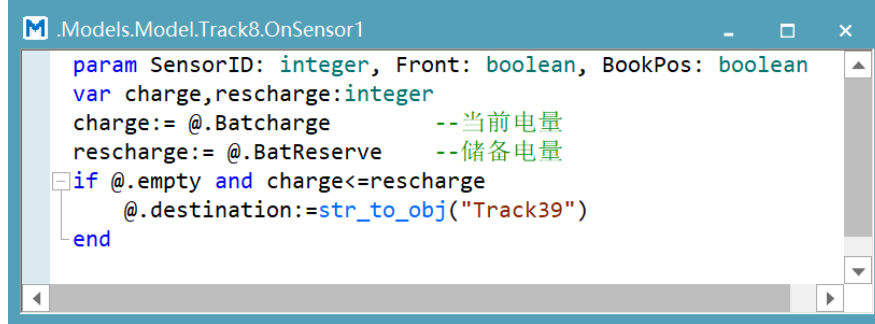 .Models.Model.Track8.OnSensor1
param SensorID: integer, Front: boolean, BookPos: boolean
var charge,rescharge:integer
charge:= @.Batcharge --当前电量
rescharge:= @.BatReserve --储备电量
if @.empty and charge<=rescharge
@.destination:=str_to_obj("Track39")
end